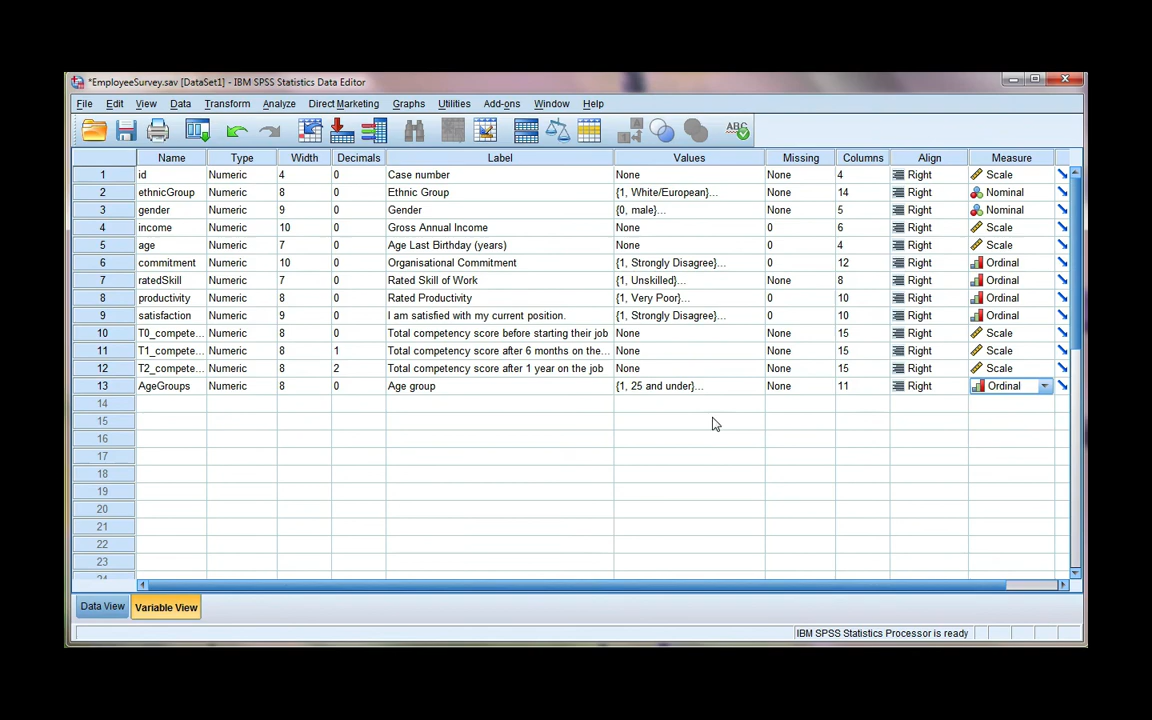 *EmployeeSurvey.sav [DataSet1] - IBM SPSS Statistics Data Editor
File Edit View Data Transform Analyze Direct Marketing Graphs Utilities Add-ons Window Help
Name Type Width Decimals Label Values Missing Columns Align Measure
1 id Numeric 4 0 Case number None None 4 Right Scale
2 ethnicGroup Numeric 8 0 Ethnic Group {1, White/European}... None 14 Right Nominal
3 gender Numeric 9 0 Gender {0, male}... None 5 Right Nominal
4 income Numeric 10 0 Gross Annual Income None 0 6 Right Scale
5 age Numeric 7 0 Age Last Birthday (years) None 0 4 Right Scale
6 commitment Numeric 10 0 Organisational Commitment {1, Strongly Disagree}... 0 12 Right Ordinal
7 ratedSkill Numeric 7 0 Rated Skill of Work {1, Unskilled}... None 8 Right Ordinal
8 productivity Numeric 8 0 Rated Productivity {1, Very Poor}... 0 10 Right Ordinal
9 satisfaction Numeric 9 0 I am satisfied with my current position. {1, Strongly Disagree}... 0 10 Right Ordinal
10 T0_compete... Numeric 8 0 Total competency score before starting their job None None 15 Right Scale
11 T1_compete... Numeric 8 1 Total competency score after 6 months on the... None None 15 Right Scale
12 T2_compete... Numeric 8 2 Total competency score after 1 year on the job None None 15 Right Scale
13 AgeGroups Numeric 8 0 Age group {1, 25 and under}... None 11 Right Ordinal
14
15
16
17
18
19
20
21
22
23
24
Data View Variable View
IBM SPSS Statistics Processor is ready